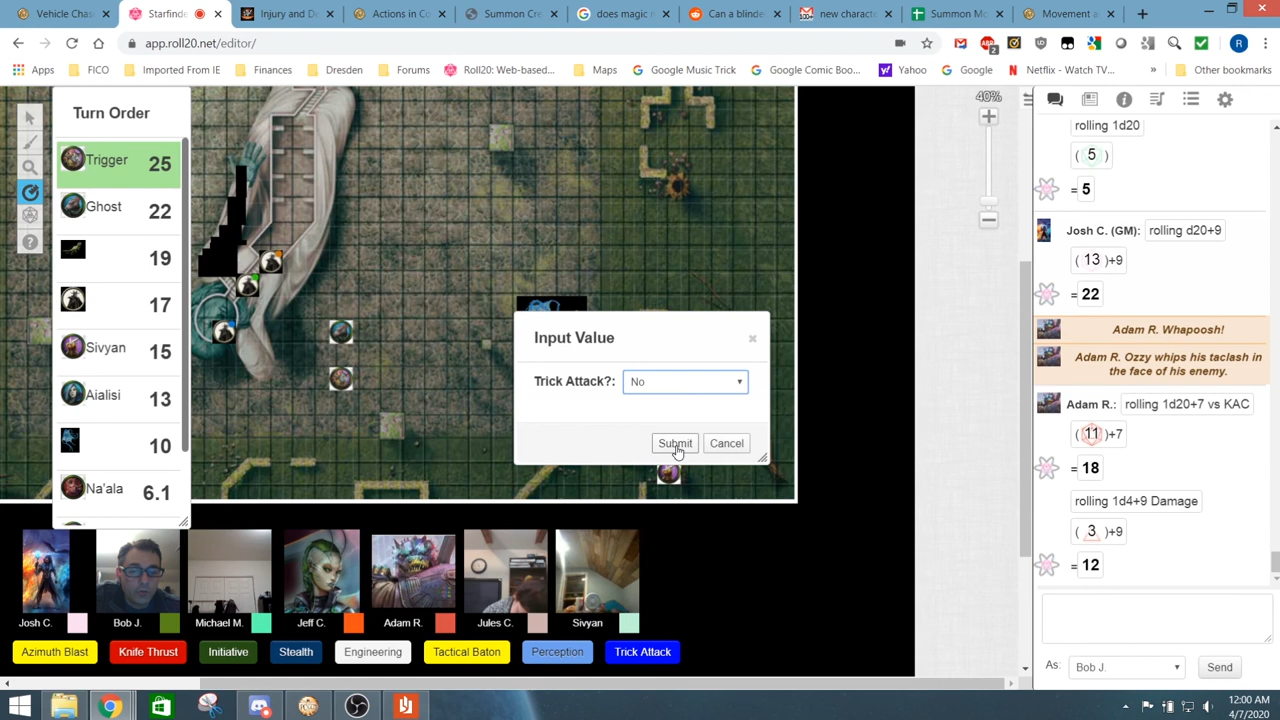 Vehicle Chas
Starfinde
Injury and De
Actions in Co
Summon Cre
does magic m
Can a blinde
new characte
Summon Mo
Movement a
app.roll20.net/editor/
R
Apps
FICO
Imported From IE
Finances
Dresden
Forums
Roll20: Web-based...
Maps
Google Music Trick
Google Comic Boo...
Yahoo
Google
Netflix - Watch TV...
»
Other bookmarks
Turn Order
Trigger 25
Ghost 22
19
17
Sivyan 15
Aialisi 13
10
Na'ala 6.1
40%
Input Value
Trick Attack?: No
Submit Cancel
rolling 1d20
( 5 )
= 5
Josh C. (GM): rolling d20+9
( 13 )+9
= 22
Adam R. Whapoosh!
Adam R. Ozzy whips his taclash in
the face of his enemy.
Adam R.: rolling 1d20+7 vs KAC
( 11 )+7
= 18
rolling 1d4+9 Damage
( 3 )+9
= 12
As: Bob J. Send
Josh C. Bob J. Michael M. Jeff C. Adam R. Jules C. Sivyan
Azimuth Blast Knife Thrust Initiative Stealth Engineering Tactical Baton Perception Trick Attack
12:00 AM
4/7/2020